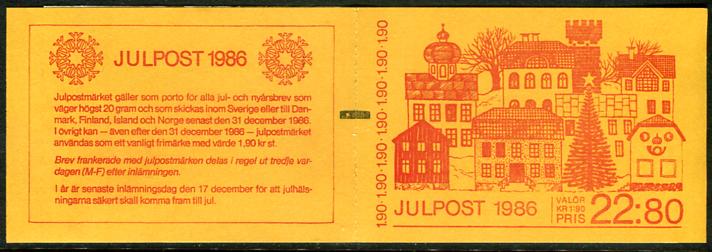 JULPOST 1986
Julpostmärket gäller som porto för alla jul- och nyårsbrev som
väger högst 20 gram och som skickas inom Sverige eller till Dan-
mark, Finland, Island och Norge senast den 31 december 1986.
I övrigt kan – även efter den 31 december 1986 – julpostmärket
användas som ett vanligt frimärke med värde 1,90 kr st.
Brev frankerade med julpostmärken delas i regel ut tredje var-
dagen (M-F) efter inlämningen.
I år är senaste inlämningsdag den 17 december för att julhäls-
ningarna säkert skall komma fram till jul.
1.90 · 1.90 · 1.90 · 1.90 · 1.90 · 1.90 · 1.90
JULPOST 1986
VALÖR
KR 1:90
PRIS
22:80